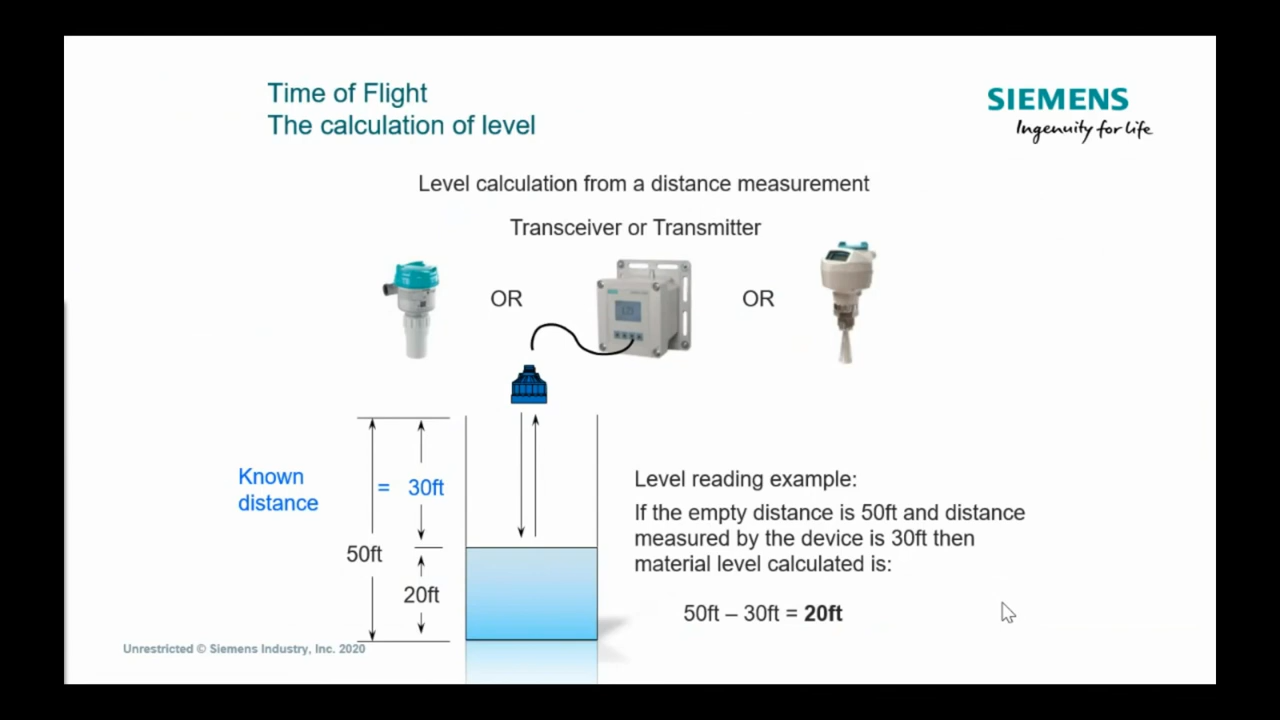 Time of Flight
The calculation of level
SIEMENS
Ingenuity for life
Level calculation from a distance measurement
Transceiver or Transmitter
OR
OR
Known
distance
= 30ft
50ft
20ft
Level reading example:
If the empty distance is 50ft and distance
measured by the device is 30ft then
material level calculated is:
50ft – 30ft = 20ft
Unrestricted © Siemens Industry, Inc. 2020